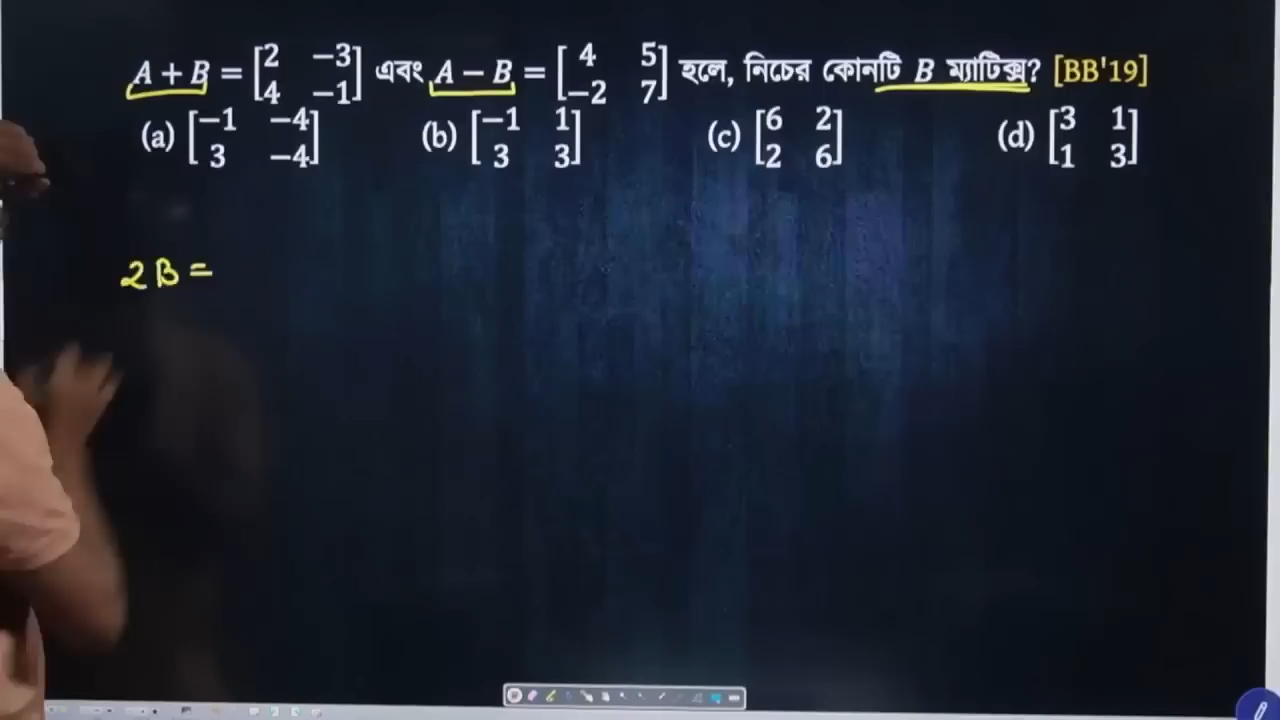 A + B = [2 −3; 4 −1] এবং A − B = [4 5; −2 7] হলে, নিচের কোনটি B ম্যাটিক্স? [BB'19]
(a) [−1 −4; 3 −4] (b) [−1 1; 3 3] (c) [6 2; 2 6] (d) [3 1; 1 3]
2B =